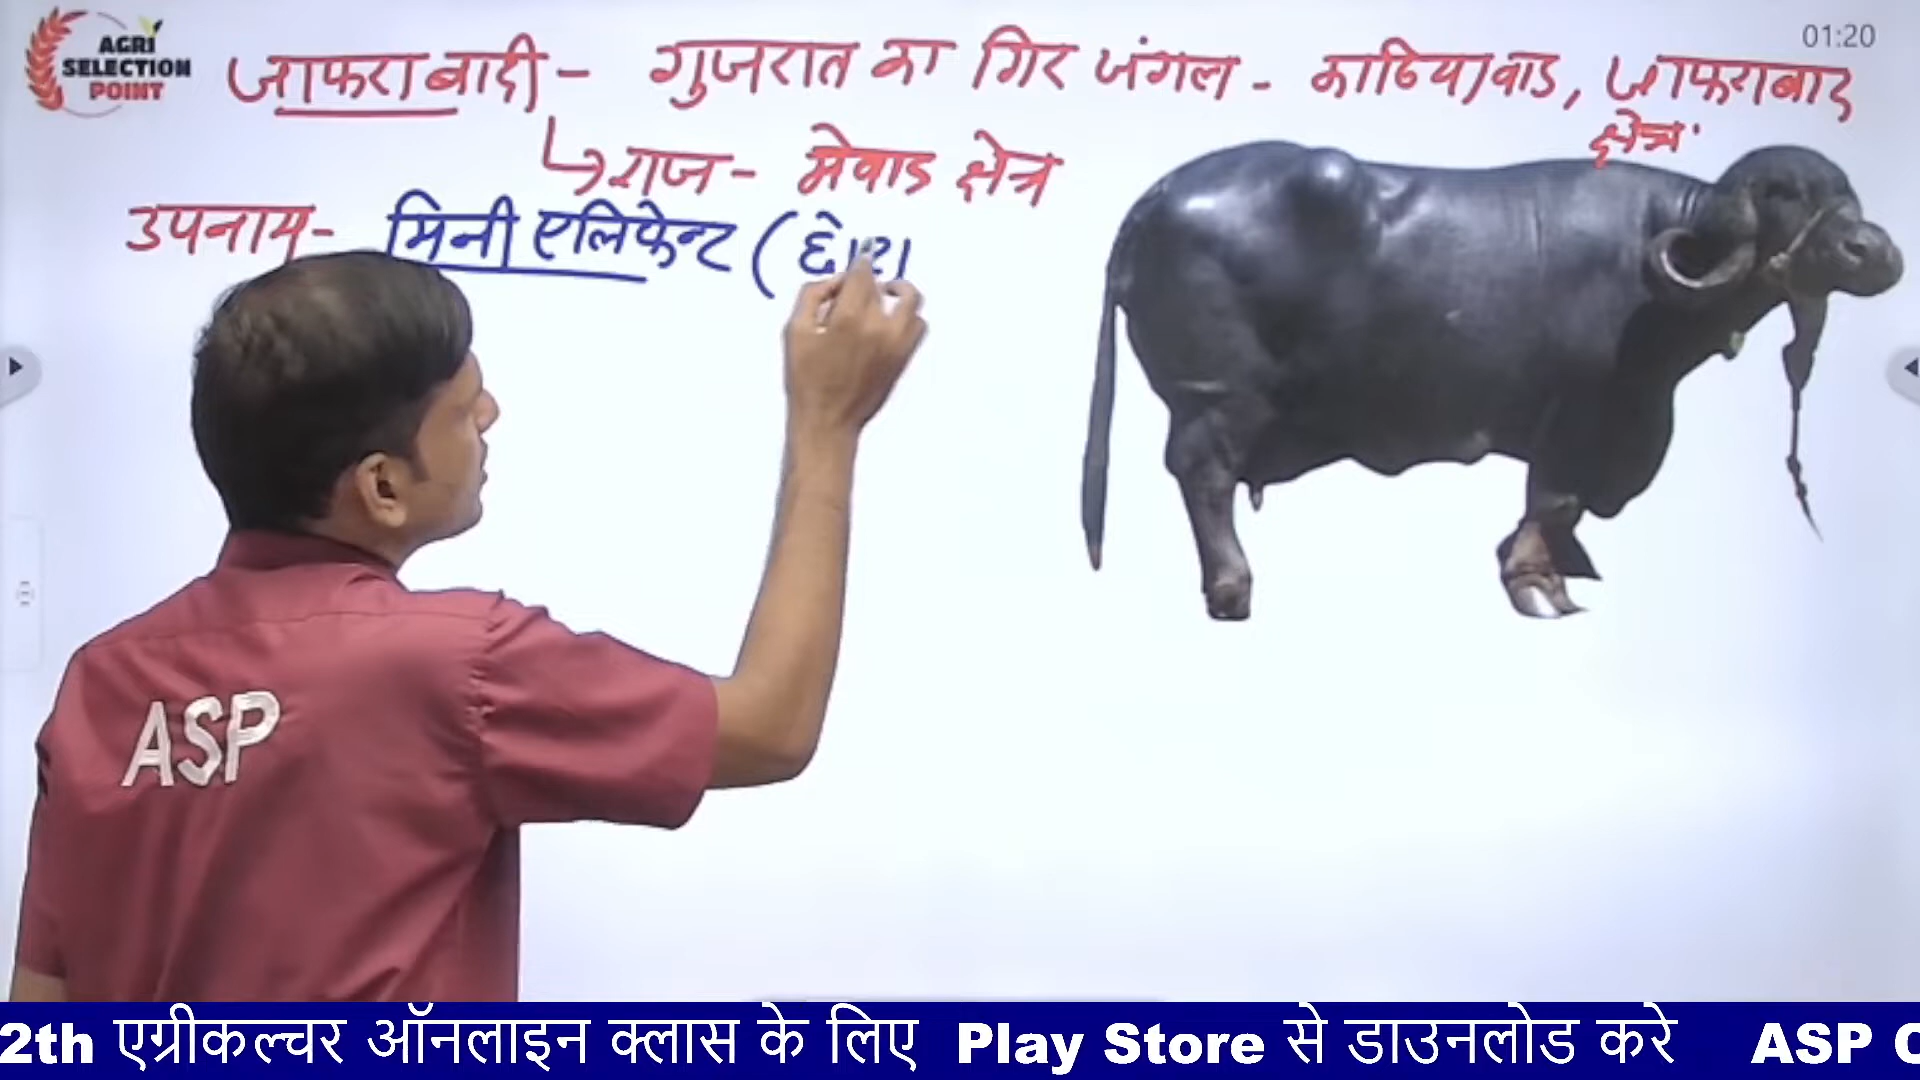 AGRI
SELECTION
POINT
01:20
जाफराबादी - गुजरात का गिर जंगल - काठियावाड, जाफराबाद
क्षेत्र
राज - मेवाड क्षेत्र
उपनाम - मिनी एलिफेन्ट (छोटा
ASP
2th एग्रीकल्चर ऑनलाइन क्लास के लिए Play Store से डाउनलोड करे ASP